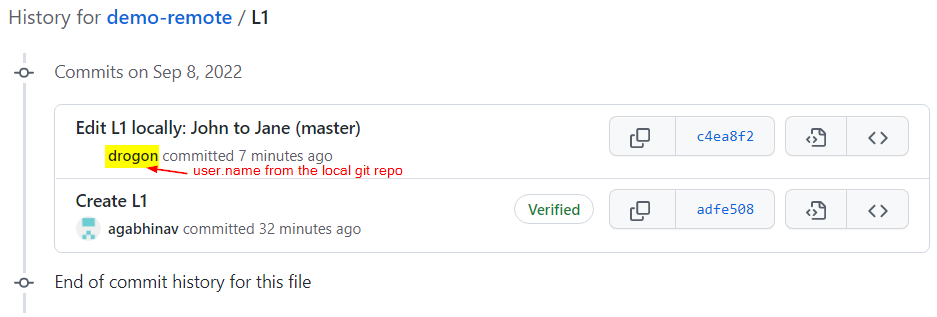 History for demo-remote / L1
Commits on Sep 8, 2022
Edit L1 locally: John to Jane (master)
c4ea8f2
drogon committed 7 minutes ago
user.name from the local git repo
Create L1
Verified
adfe508
agabhinav committed 32 minutes ago
End of commit history for this file